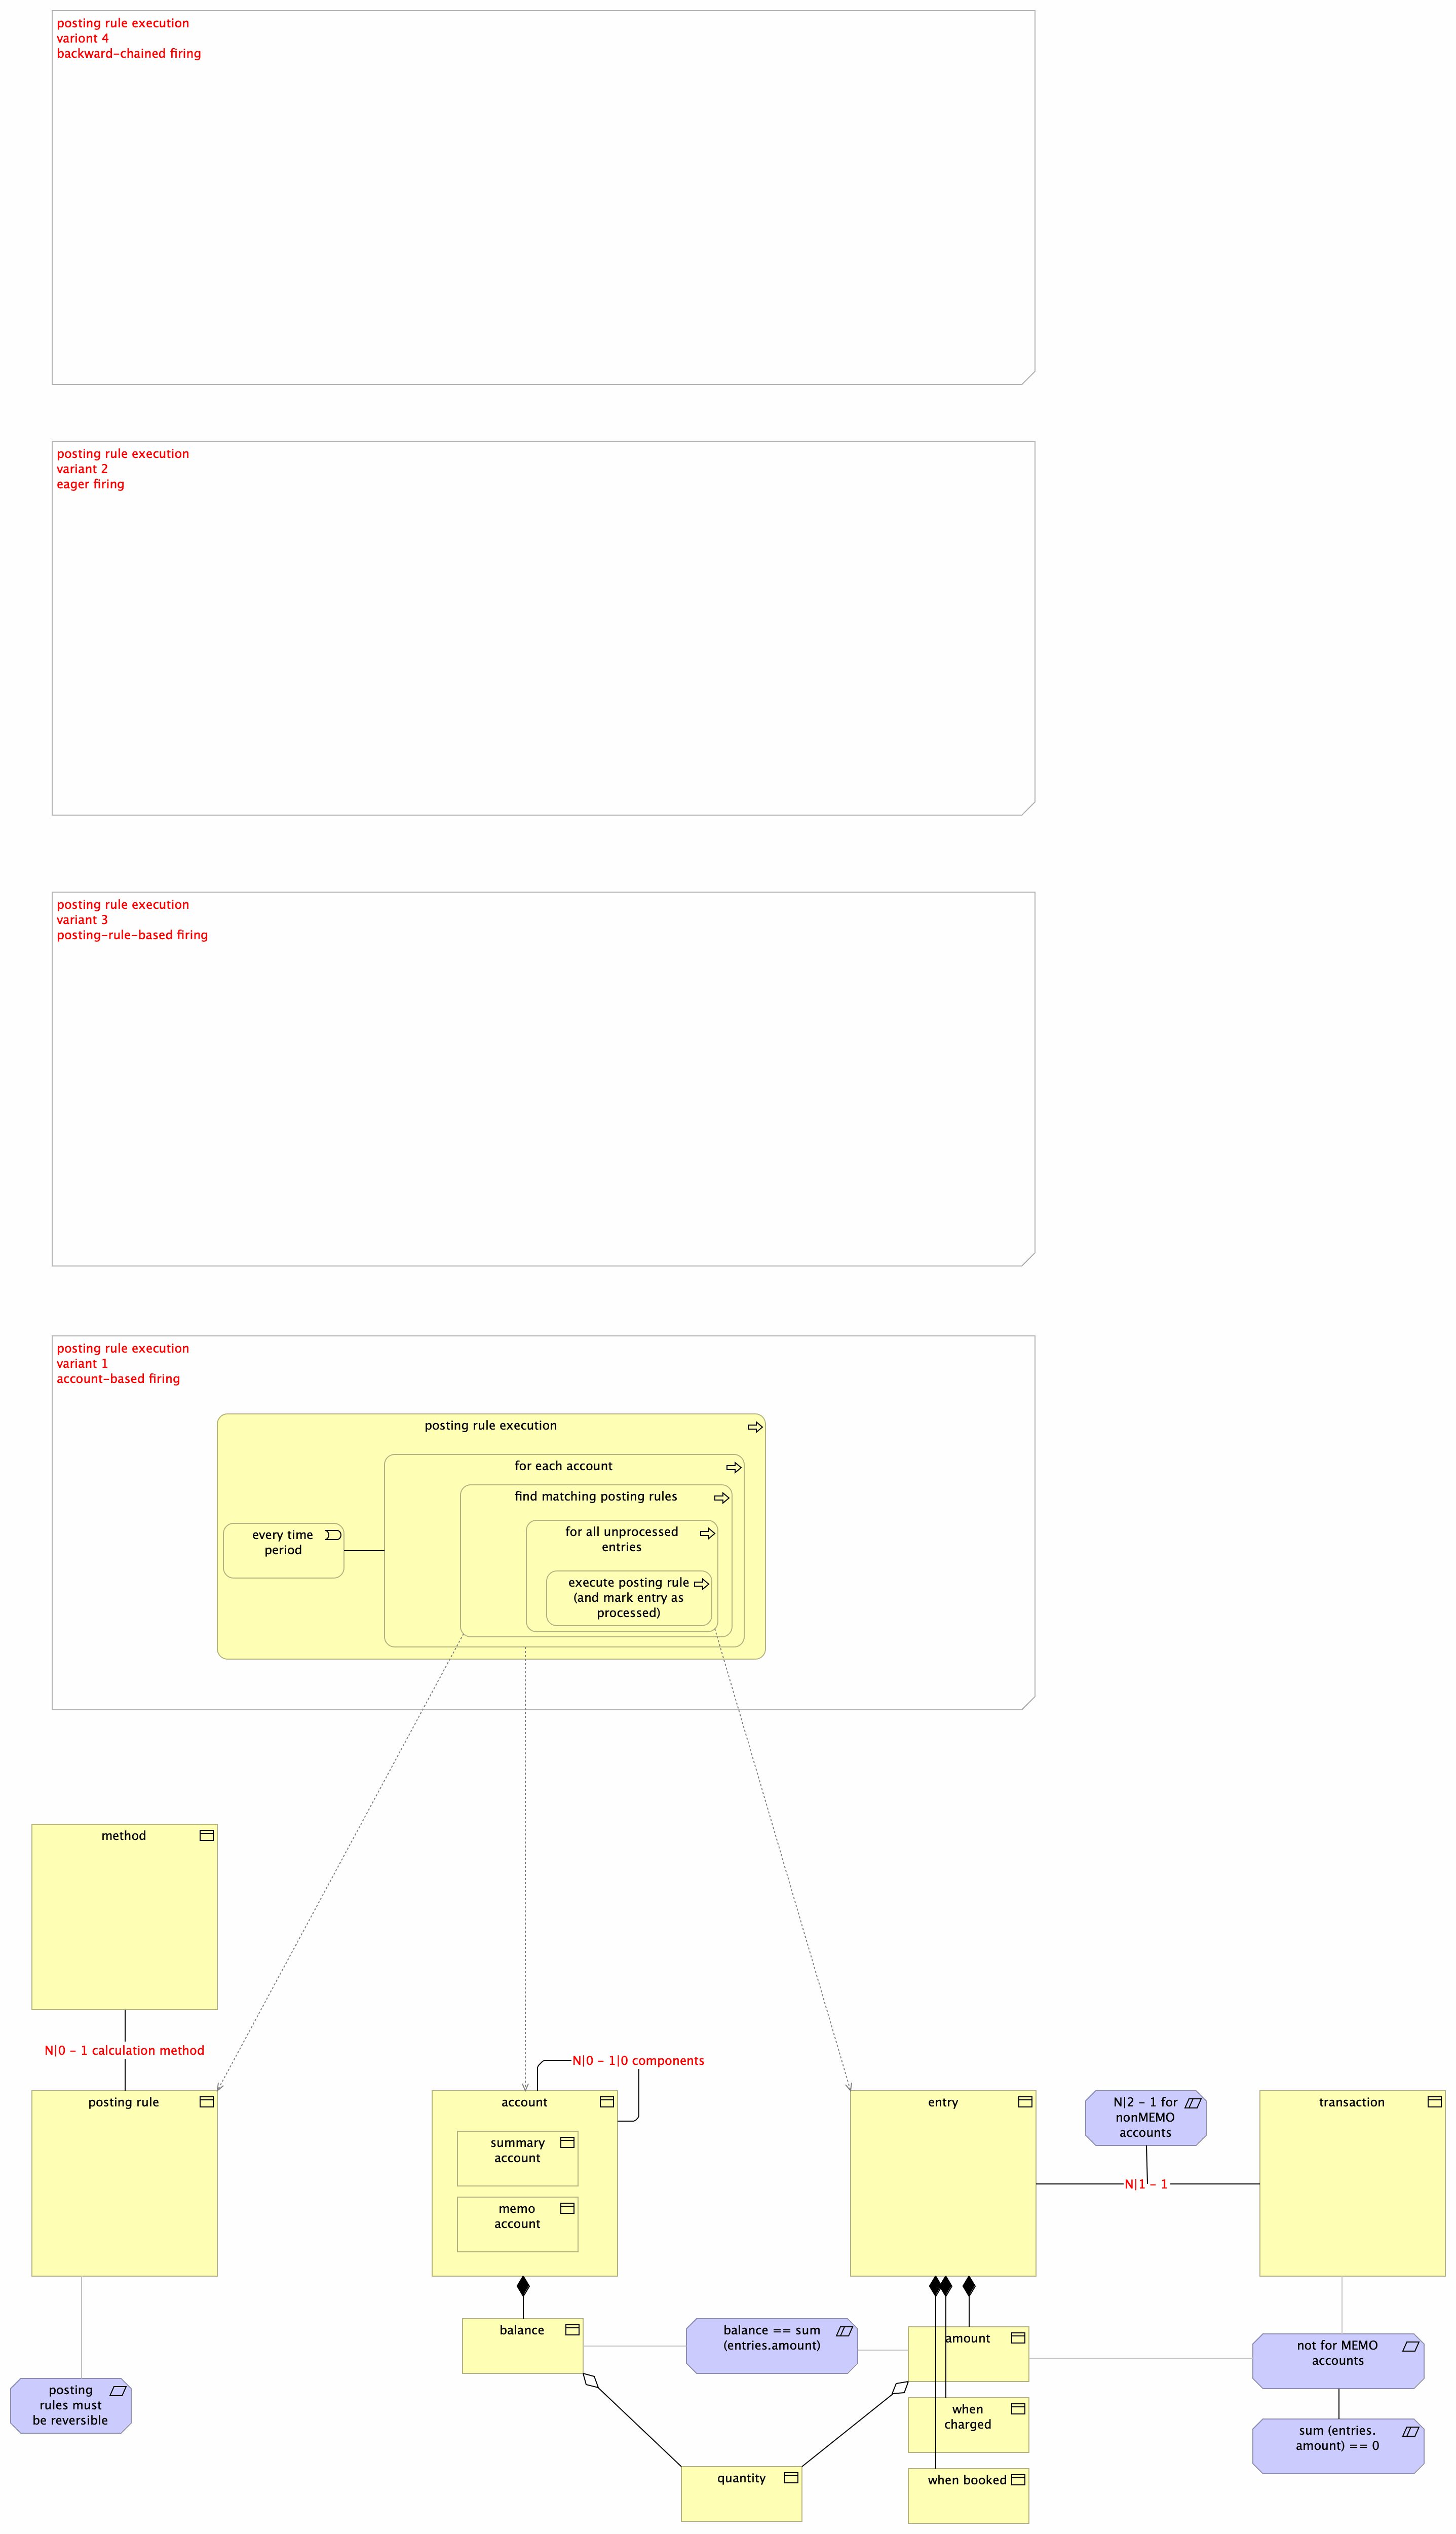 posting rule execution
variont 4
backward-chained firing
posting rule execution
variant 2
eager firing
posting rule execution
variant 3
posting-rule-based firing
posting rule execution
variant 1
account-based firing
posting rule execution
for each account
find matching posting rules
for all unprocessed
entries
every time
period
execute posting rule
(and mark entry as
processed)
method
N|0 - 1 calculation method
N|0 - 1|0 components
posting rule
account
summary
account
memo
account
entry
N|2 - 1 for
nonMEMO
accounts
N|1 - 1
transaction
balance
balance == sum
(entries.amount)
amount
not for MEMO
accounts
posting
rules must
be reversible
when
charged
sum (entries.
amount) == 0
quantity
when booked